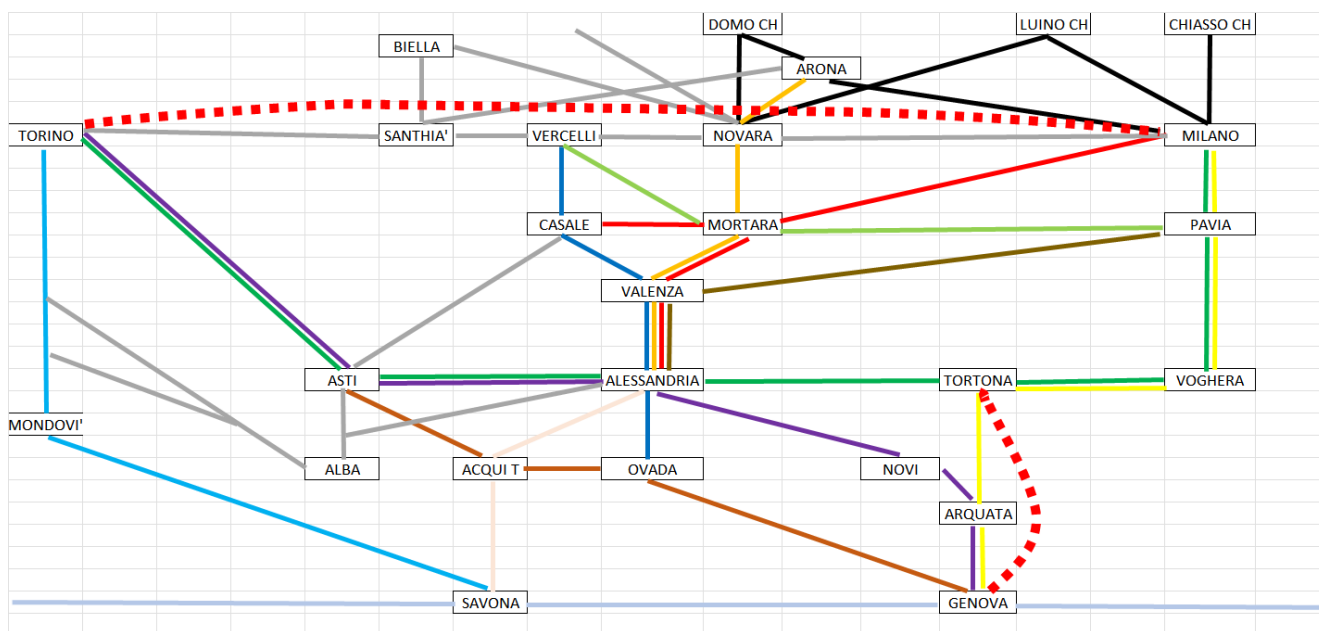 DOMO CH
LUINO CH
CHIASSO CH
BIELLA
ARONA
TORINO
SANTHIA'
VERCELLI
NOVARA
MILANO
CASALE
MORTARA
PAVIA
VALENZA
ASTI
ALESSANDRIA
TORTONA
VOGHERA
MONDOVI'
ALBA
ACQUI T
OVADA
NOVI
ARQUATA
SAVONA
GENOVA